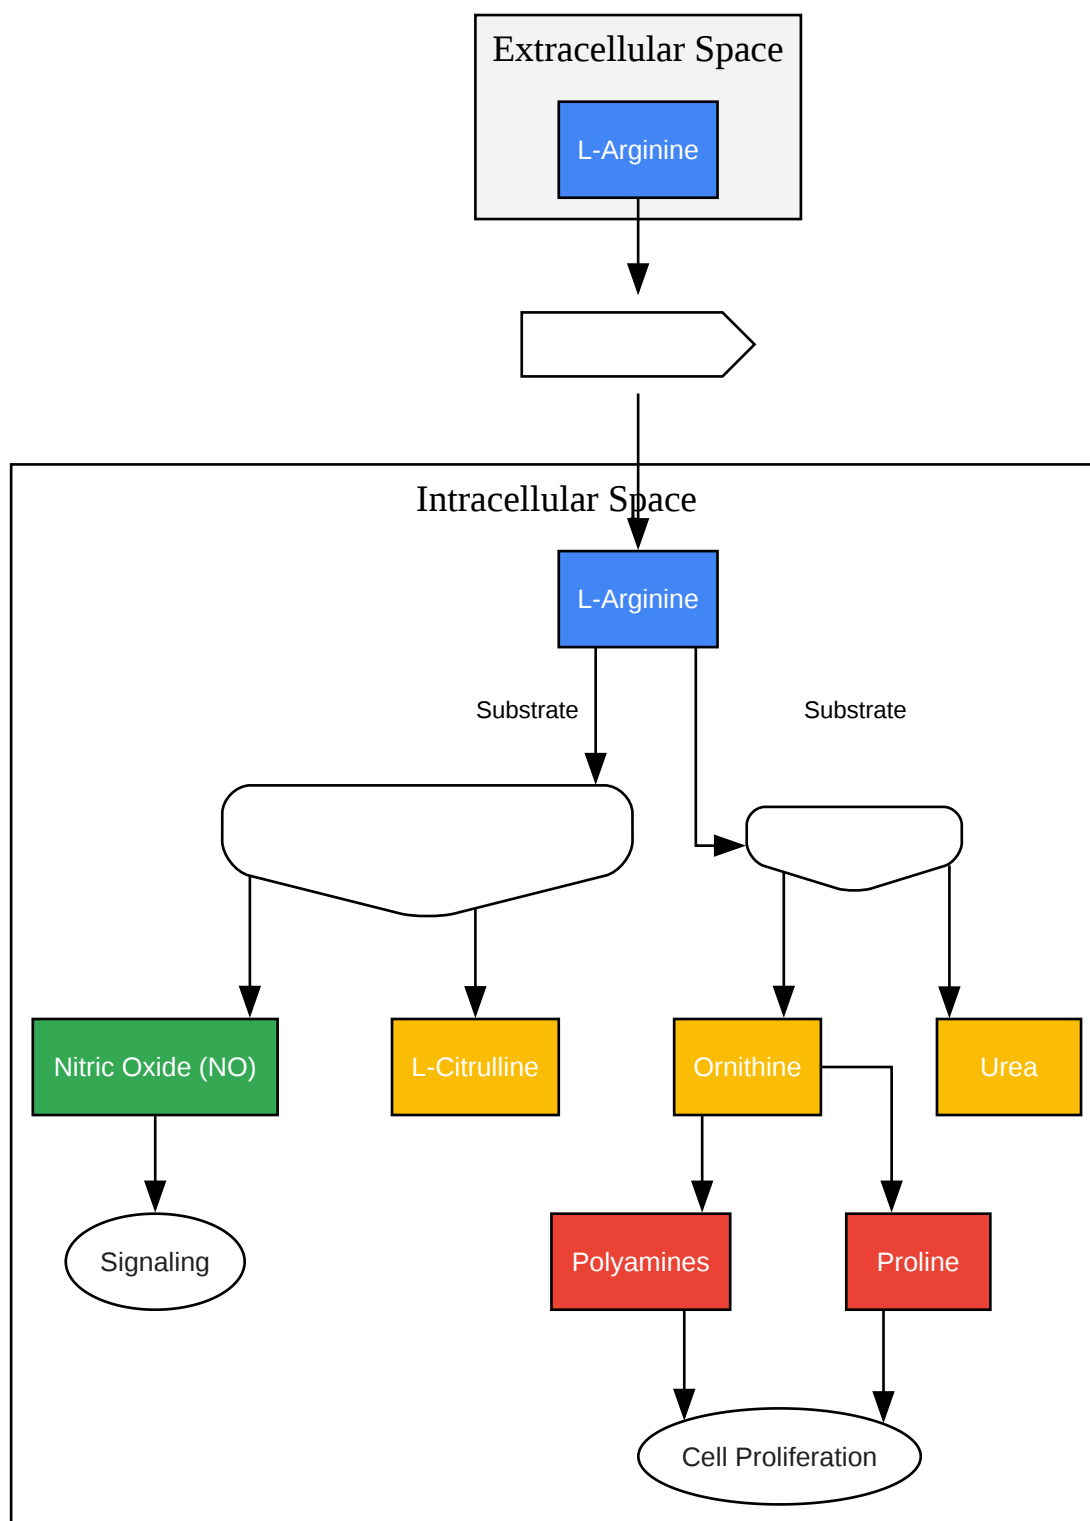 Extracellular Space
L-Arginine
Intracellular Space
L-Arginine
Substrate
Substrate
Nitric Oxide (NO)
L-Citrulline
Ornithine
Urea
Signaling
Polyamines
Proline
Cell Proliferation